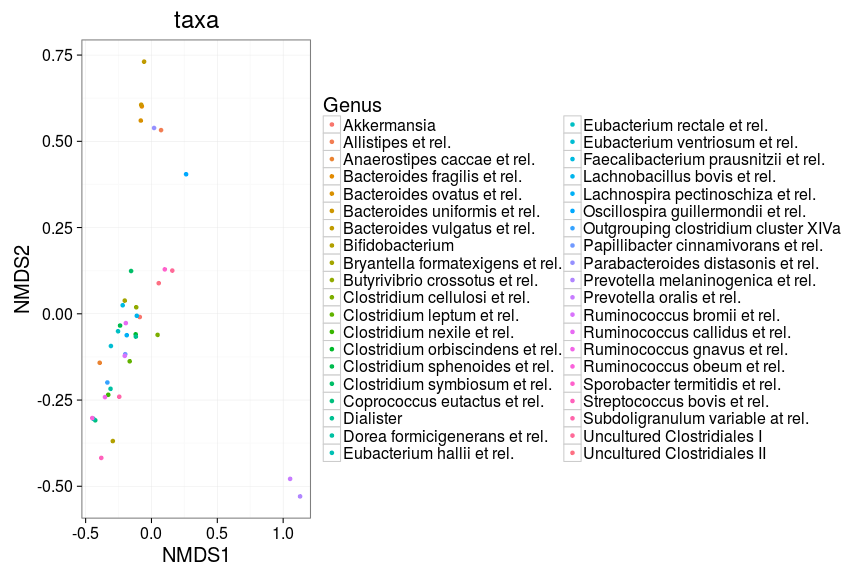 taxa
0.75
0.50
0.25
0.00
-0.25
-0.50
-0.5
0.0
0.5
1.0
NMDS1
NMDS2
Genus
Akkermansia
Allistipes et rel.
Anaerostipes caccae et rel.
Bacteroides fragilis et rel.
Bacteroides ovatus et rel.
Bacteroides uniformis et rel.
Bacteroides vulgatus et rel.
Bifidobacterium
Bryantella formatexigens et rel.
Butyrivibrio crossotus et rel.
Clostridium cellulosi et rel.
Clostridium leptum et rel.
Clostridium nexile et rel.
Clostridium orbiscindens et rel.
Clostridium sphenoides et rel.
Clostridium symbiosum et rel.
Coprococcus eutactus et rel.
Dialister
Dorea formicigenerans et rel.
Eubacterium hallii et rel.
Eubacterium rectale et rel.
Eubacterium ventriosum et rel.
Faecalibacterium prausnitzii et rel.
Lachnobacillus bovis et rel.
Lachnospira pectinoschiza et rel.
Oscillospira guillermondii et rel.
Outgrouping clostridium cluster XIVa
Papillibacter cinnamivorans et rel.
Parabacteroides distasonis et rel.
Prevotella melaninogenica et rel.
Prevotella oralis et rel.
Ruminococcus bromii et rel.
Ruminococcus callidus et rel.
Ruminococcus gnavus et rel.
Ruminococcus obeum et rel.
Sporobacter termitidis et rel.
Streptococcus bovis et rel.
Subdoligranulum variable at rel.
Uncultured Clostridiales I
Uncultured Clostridiales II